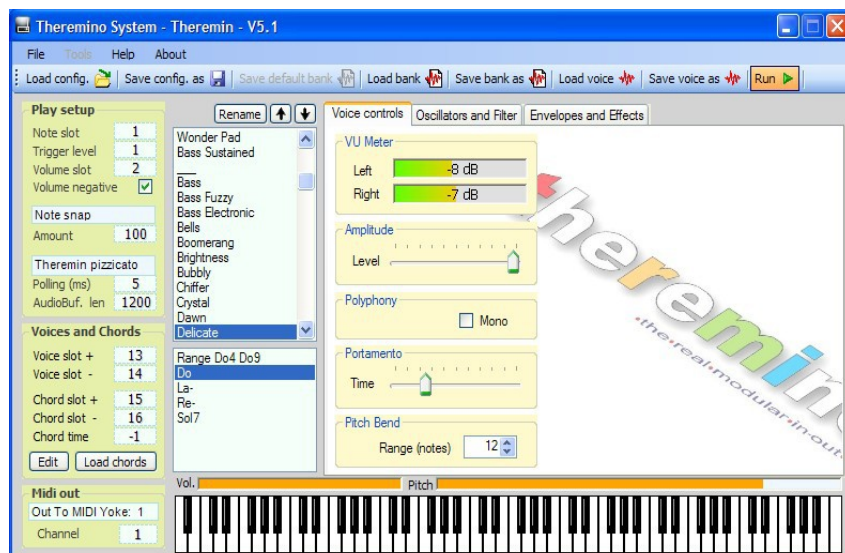 Theremino System - Theremin - V5.1
File Tools Help About
Load config. Save config. as Save default bank Load bank Save bank as Load voice Save voice as Run
Play setup
Note slot 1
Trigger level 1
Volume slot 2
Volume negative
Note snap
Amount 100
Theremin pizzicato
Polling (ms) 5
AudioBuf. len 1200
Voices and Chords
Voice slot + 13
Voice slot - 14
Chord slot + 15
Chord slot - 16
Chord time -1
Edit Load chords
Midi out
Out To MIDI Yoke: 1
Channel 1
Rename
Wonder Pad
Bass Sustained
___
Bass
Bass Fuzzy
Bass Electronic
Bells
Boomerang
Brightness
Bubbly
Chiffer
Crystal
Dawn
Delicate
Range Do4 Do9
Do
La-
Re-
Sol7
Voice controls Oscillators and Filter Envelopes and Effects
VU Meter
Left -8 dB
Right -7 dB
Amplitude
Level
Polyphony
Mono
Portamento
Time
Pitch Bend
Range (notes) 12
theremin
•the•real•modular•in•out•
Vol. Pitch